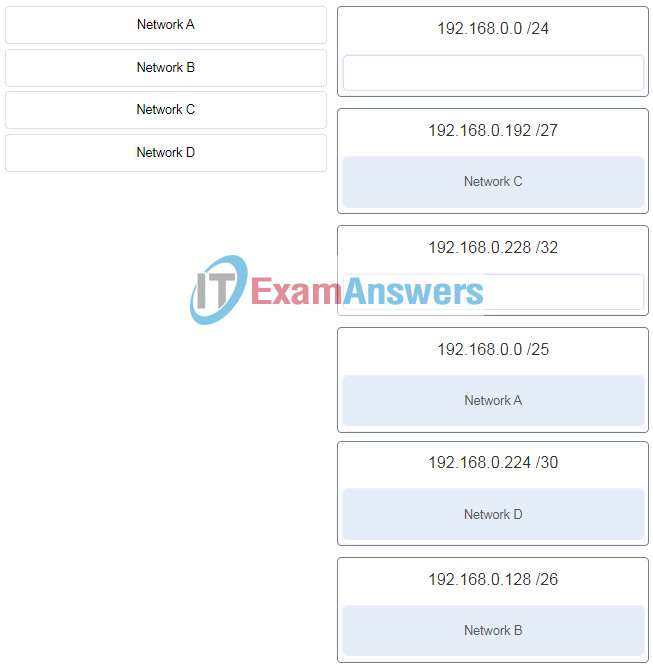 Network A
Network B
Network C
Network D
192.168.0.0 /24
192.168.0.192 /27
Network C
192.168.0.228 /32
ITExamAnswers
192.168.0.0 /25
Network A
192.168.0.224 /30
Network D
192.168.0.128 /26
Network B